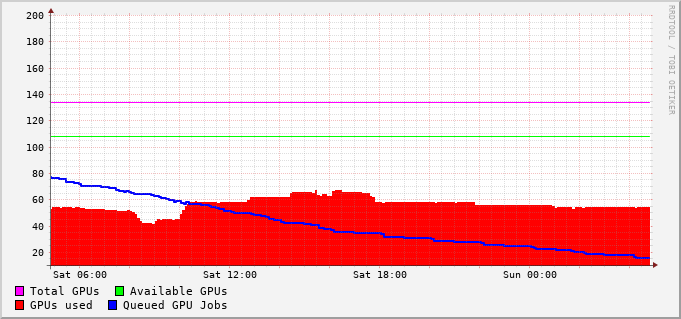 200
180
160
140
120
100
80
60
40
20
Sat 06:00 Sat 12:00 Sat 18:00 Sun 00:00
Total GPUs Available GPUs
GPUs used Queued GPU Jobs
RRDTOOL / TOBI OETIKER